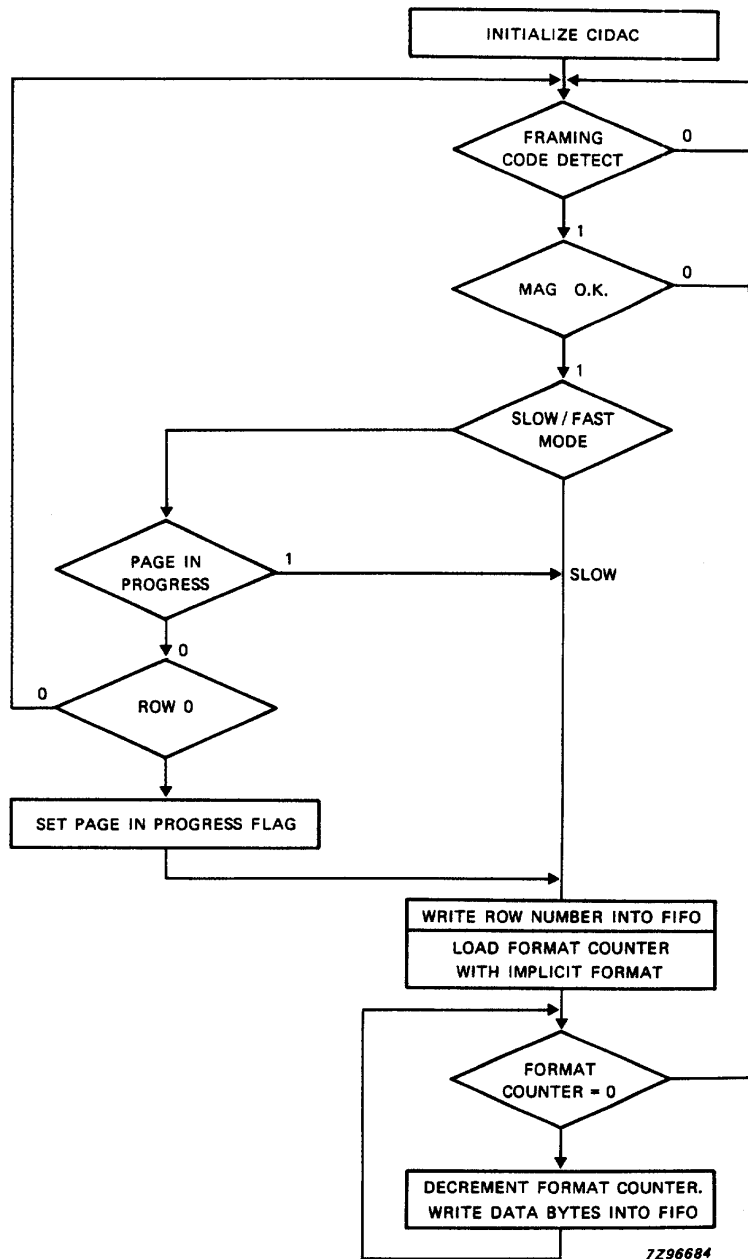 INITIALIZE CIDAC
FRAMING
CODE DETECT
0
1
MAG O.K.
0
1
SLOW/FAST
MODE
PAGE IN
PROGRESS
1
SLOW
0
0
ROW 0
SET PAGE IN PROGRESS FLAG
WRITE ROW NUMBER INTO FIFO
LOAD FORMAT COUNTER
WITH IMPLICIT FORMAT
FORMAT
COUNTER = 0
DECREMENT FORMAT COUNTER.
WRITE DATA BYTES INTO FIFO
7Z96684